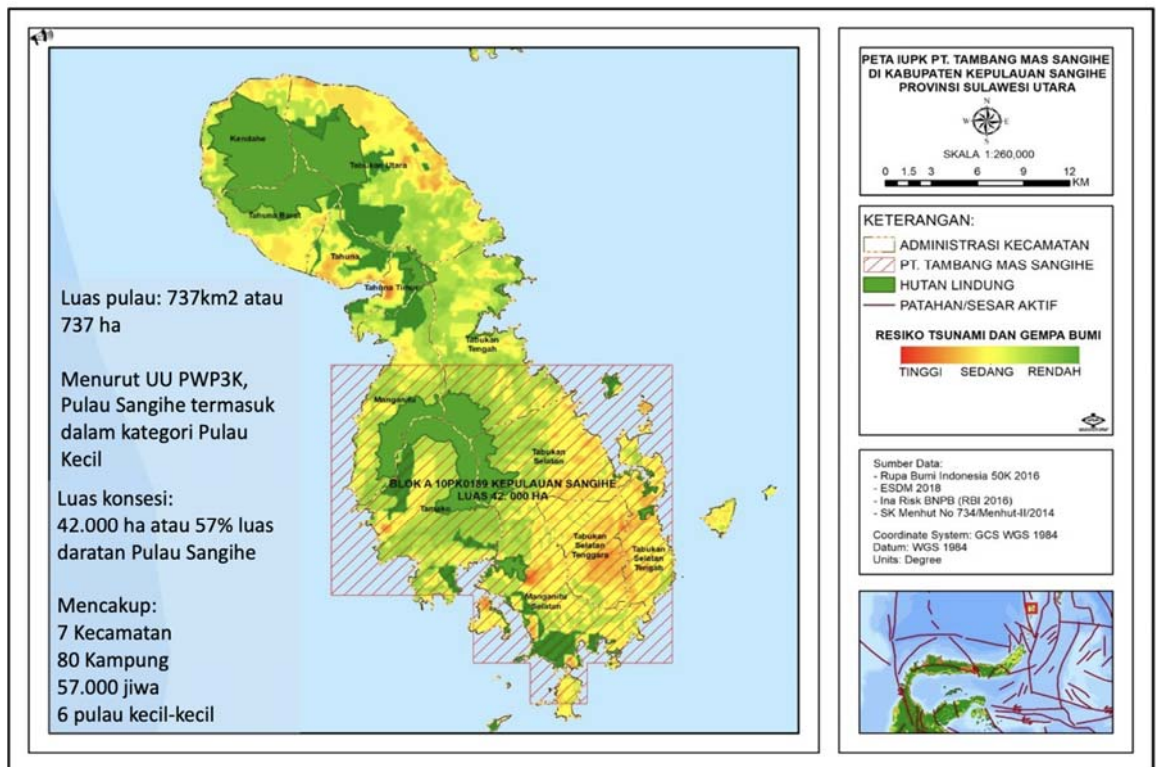 PETA IUPK PT. TAMBANG MAS SANGIHE
DI KABUPATEN KEPULAUAN SANGIHE
PROVINSI SULAWESI UTARA
N
W E
S
SKALA 1:260,000
0 1.5 3 6 9 12
KM
KETERANGAN:
ADMINISTRASI KECAMATAN
PT. TAMBANG MAS SANGIHE
HUTAN LINDUNG
PATAHAN/SESAR AKTIF
RESIKO TSUNAMI DAN GEMPA BUMI
TINGGI SEDANG RENDAH
Sumber Data:
- Rupa Bumi Indonesia 50K 2016
- ESDM 2018
- Ina Risk BNPB (RBI 2016)
- SK Menhut No 734/Menhut-II/2014
Coordinate System: GCS WGS 1984
Datum: WGS 1984
Units: Degree
Kendahe
Tabukan Utara
Tahuna Barat
Tahuna
Tahuna Timur
Tabukan
Tengah
Manganitu
Tabukan
Selatan
BLOK A 10PK0189 KEPULAUAN SANGIHE
LUAS 42. 000 HA
Tamako
Tabukan
Selatan
Tenggara
Tabukan
Selatan
Tengah
Manganitu
Selatan
Luas pulau: 737km2 atau
737 ha
Menurut UU PWP3K,
Pulau Sangihe termasuk
dalam kategori Pulau
Kecil
Luas konsesi:
42.000 ha atau 57% luas
daratan Pulau Sangihe
Mencakup:
7 Kecamatan
80 Kampung
57.000 jiwa
6 pulau kecil-kecil